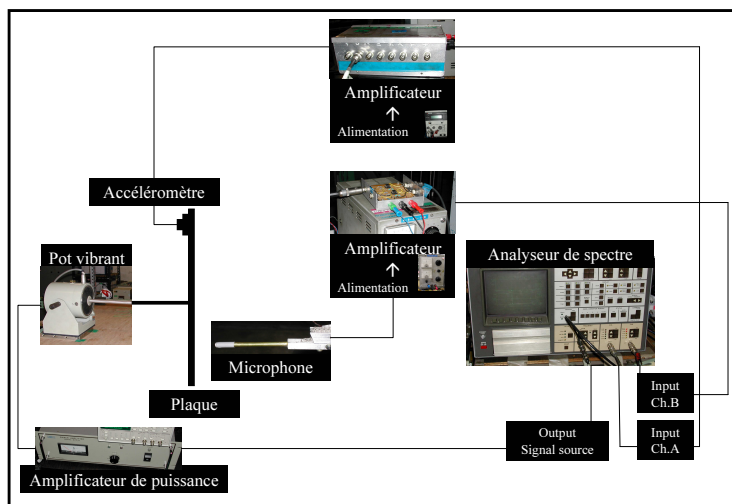 Amplificateur
Alimentation
Accéléromètre
Pot vibrant
Amplificateur
Alimentation
Analyseur de spectre
Microphone
Plaque
Input
Ch.B
Output
Signal source
Input
Ch.A
Amplificateur de puissance